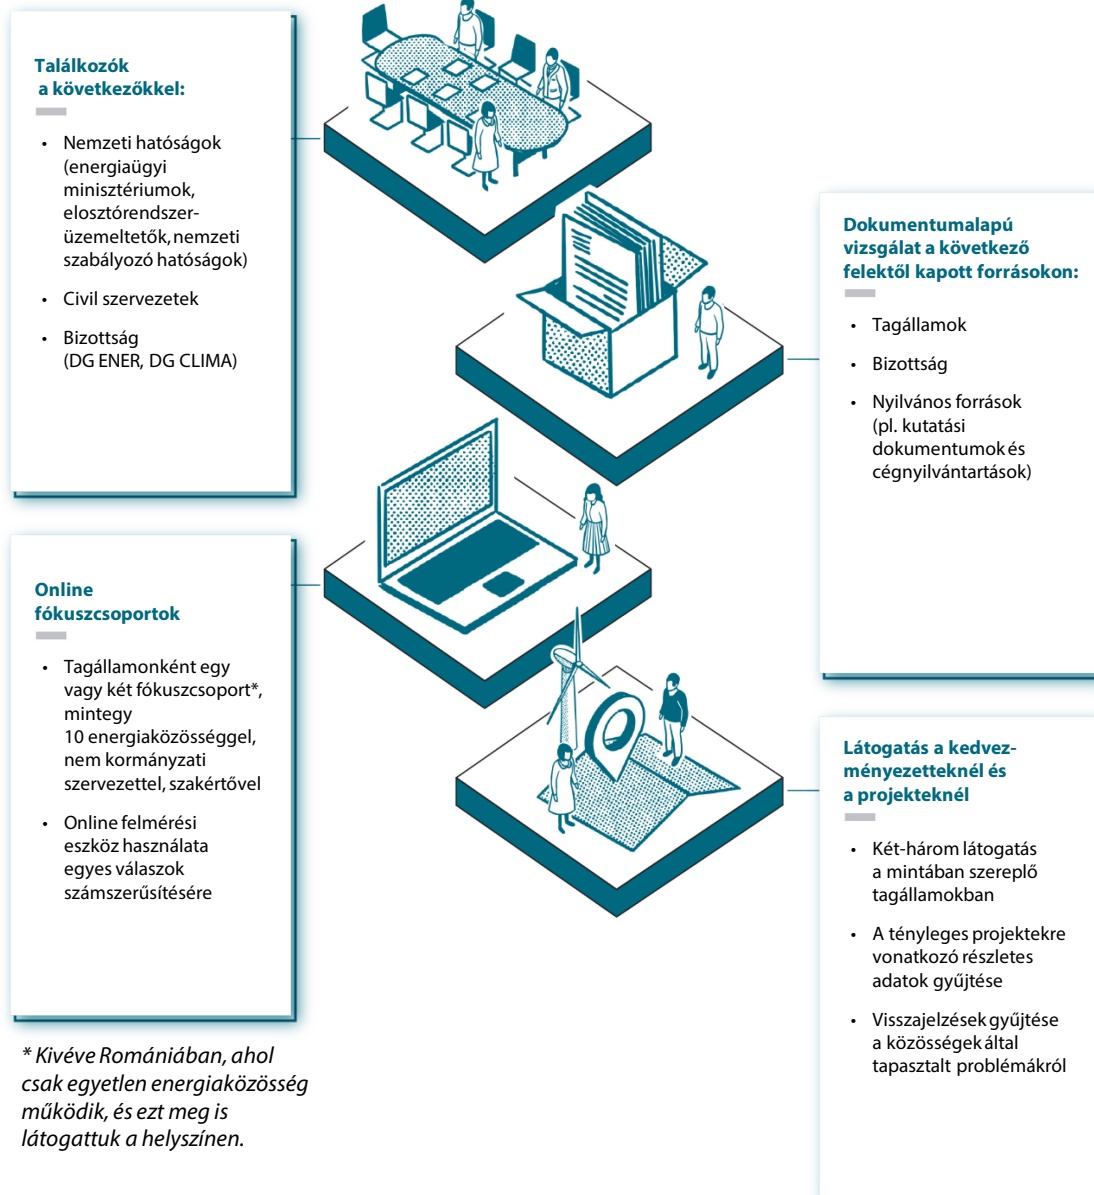 Találkozók
a következőkkel:
• Nemzeti hatóságok
(energiaügyi
minisztériumok,
elosztórendszer-
üzemeltetők, nemzeti
szabályozó hatóságok)
• Civil szervezetek
• Bizottság
(DG ENER, DG CLIMA)
Dokumentumalapú
vizsgálat a következő
felektől kapott forrásokon:
• Tagállamok
• Bizottság
• Nyilvános források
(pl. kutatási
dokumentumok és
cégnyilvántartások)
Online
fókuszcsoportok
• Tagállamonként egy
vagy két fókuszcsoport*,
mintegy
10 energiaközösséggel,
nem kormányzati
szervezettel, szakértővel
• Online felmérési
eszköz használata
egyes válaszok
számszerűsítésére
Látogatás a kedvez-
ményezetteknél és
a projekteknél
• Két-három látogatás
a mintában szereplő
tagállamokban
• A tényleges projektekre
vonatkozó részletes
adatok gyűjtése
• Visszajelzések gyűjtése
a közösségek által
tapasztalt problémákról
* Kivéve Romániában, ahol
csak egyetlen energiaközösség
működik, és ezt meg is
látogattuk a helyszínen.